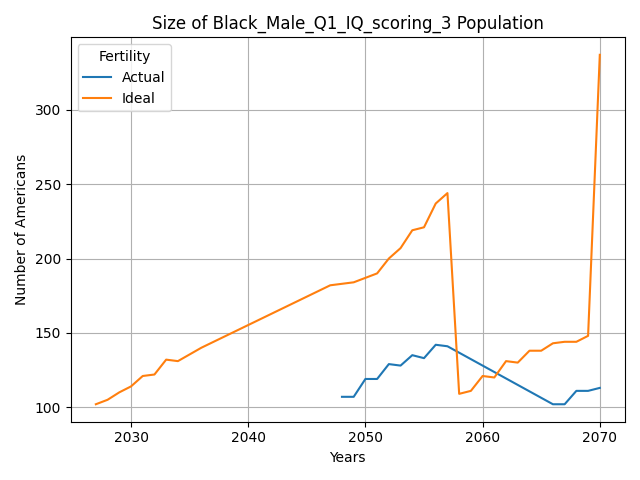 Size of Black_Male_Q1_IQ_scoring_3 Population
Fertility
Actual
Ideal
Number of Americans
300
250
200
150
100
2030
2040
2050
2060
2070
Years